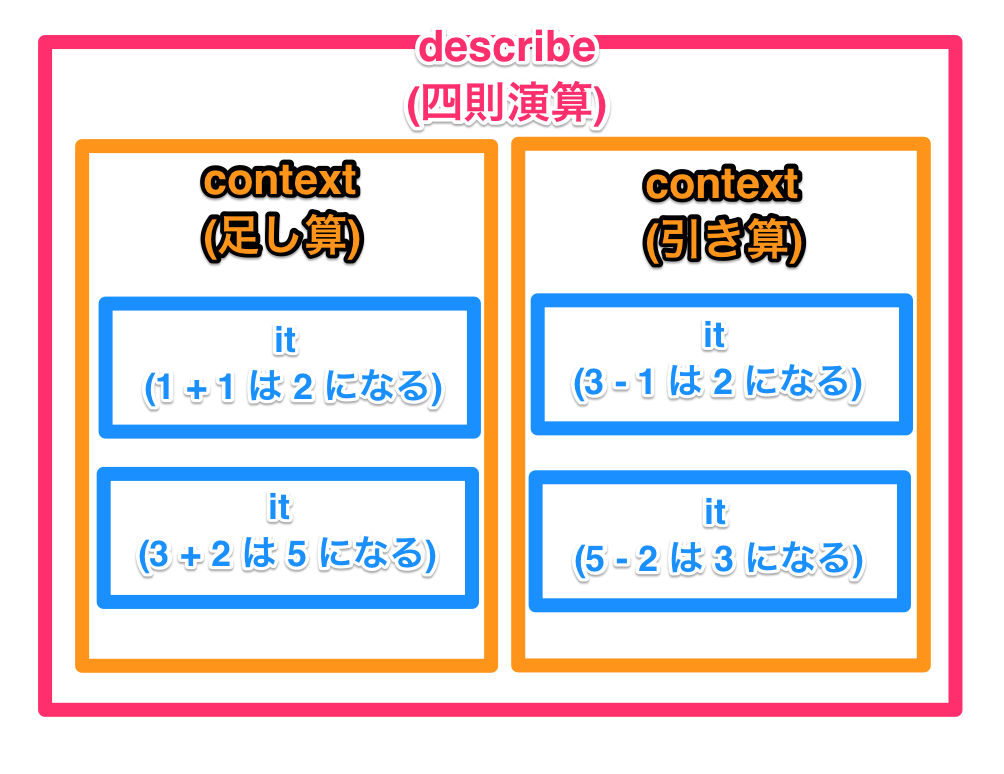 describe
(四則演算)
context
(足し算)
it
(1 + 1 は 2 になる)
it
(3 + 2 は 5 になる)
context
(引き算)
it
(3 - 1 は 2 になる)
it
(5 - 2 は 3 になる)